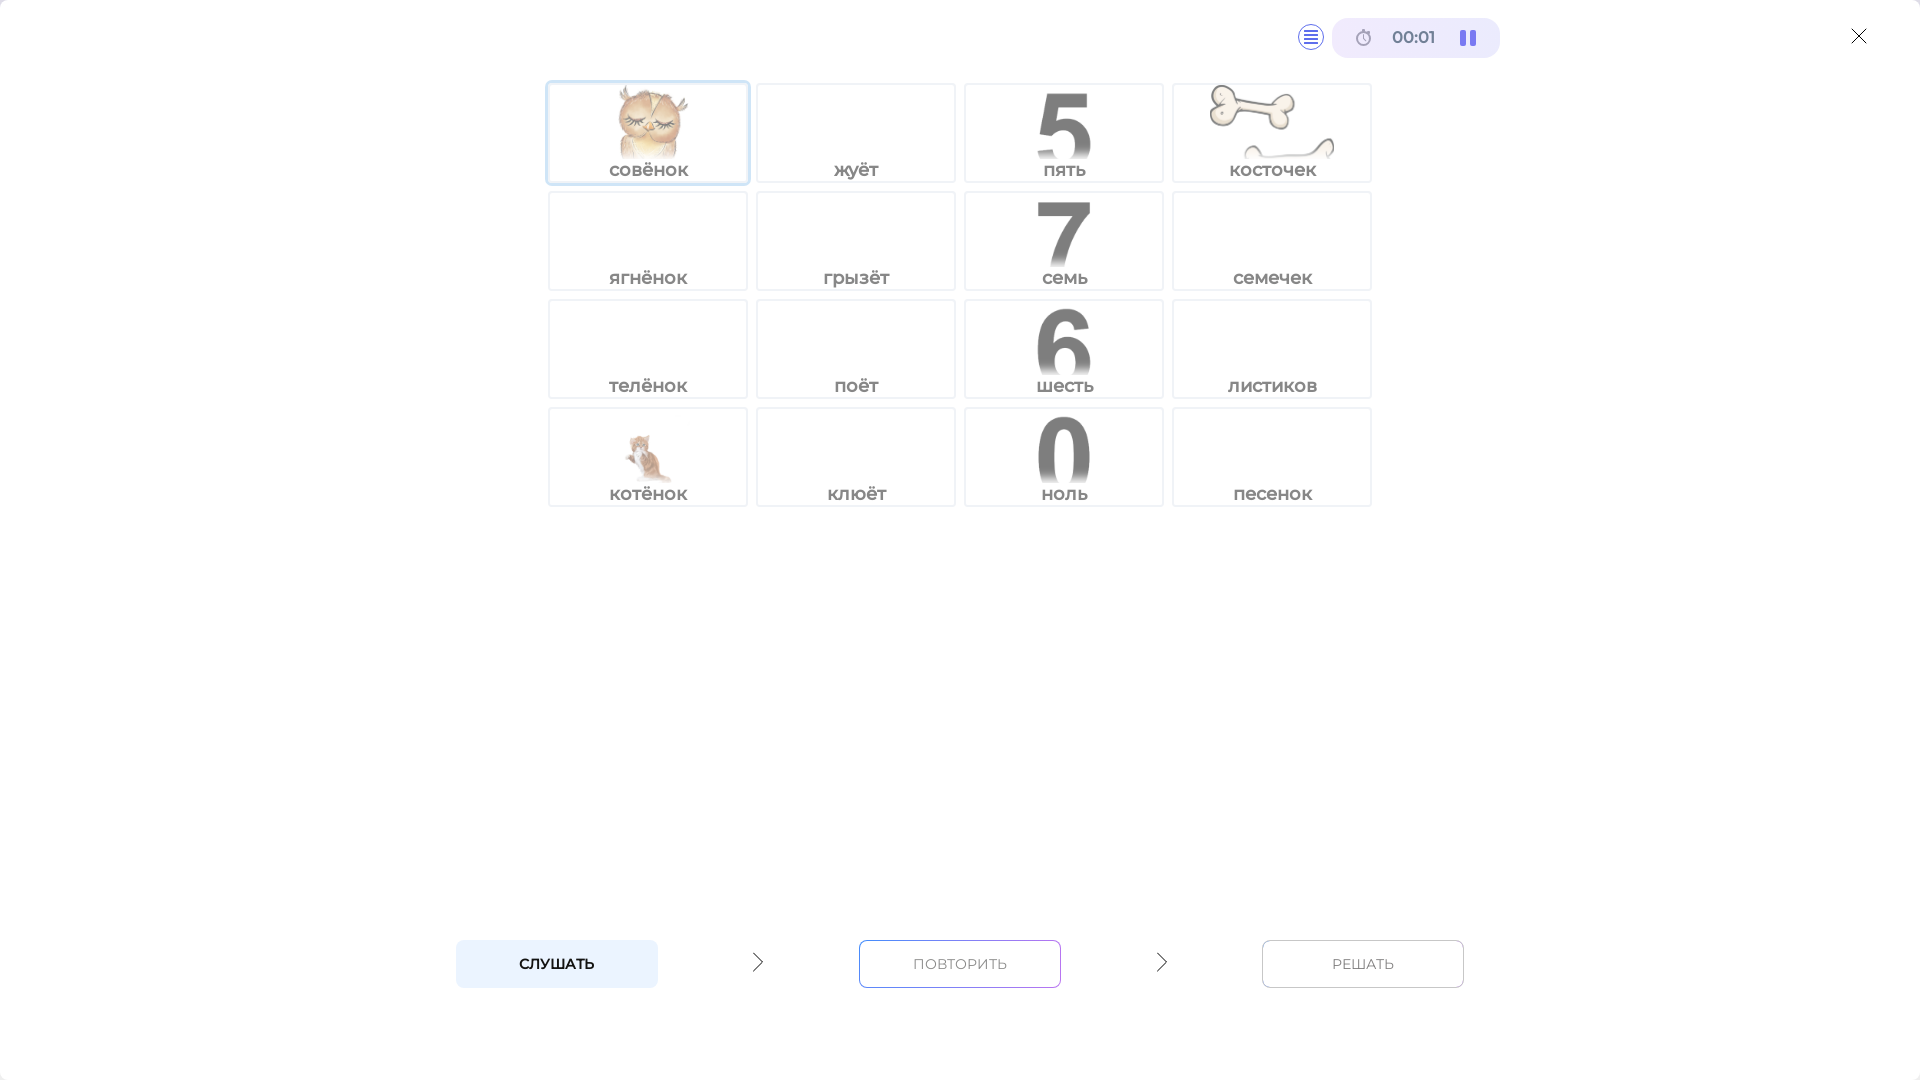 00:01
совёнок жуёт 5 пять косточек
ягнёнок грызёт 7 семь семечек
телёнок поёт 6 шесть листиков
котёнок клюёт 0 ноль песенок
СЛУШАТЬ ПОВТОРИТЬ РЕШАТЬ